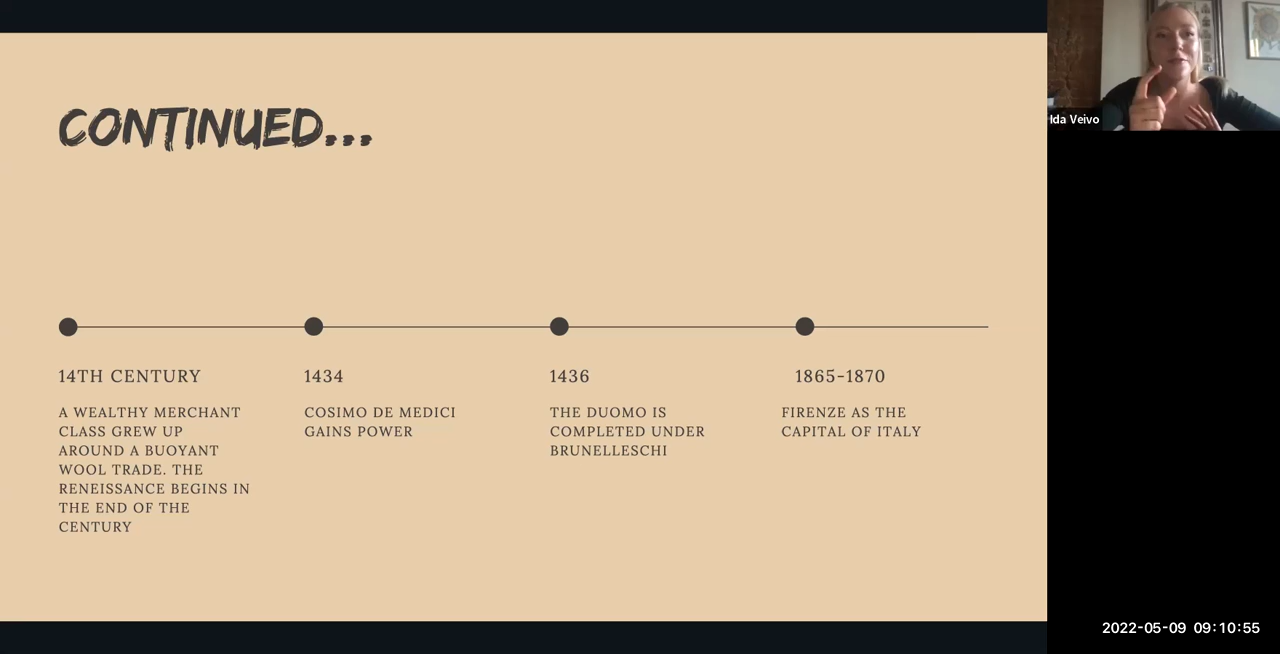 CONTINUED...
14TH CENTURY
A WEALTHY MERCHANT
CLASS GREW UP
AROUND A BUOYANT
WOOL TRADE. THE
RENEISSANCE BEGINS IN
THE END OF THE
CENTURY
1434
COSIMO DE MEDICI
GAINS POWER
1436
THE DUOMO IS
COMPLETED UNDER
BRUNELLESCHI
1865-1870
FIRENZE AS THE
CAPITAL OF ITALY
Ida Veivo
2022-05-09 09:10:55